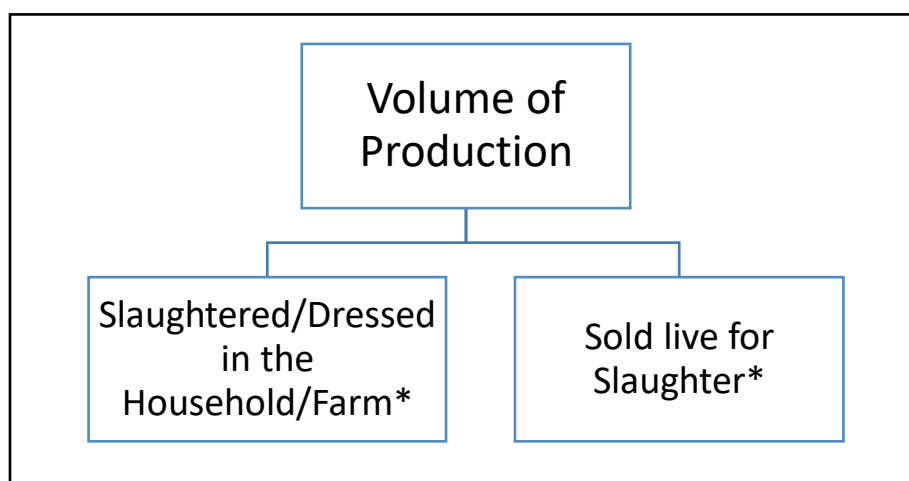 Volume of
Production
Slaughtered/Dressed
in the
Household/Farm*
Sold live for
Slaughter*